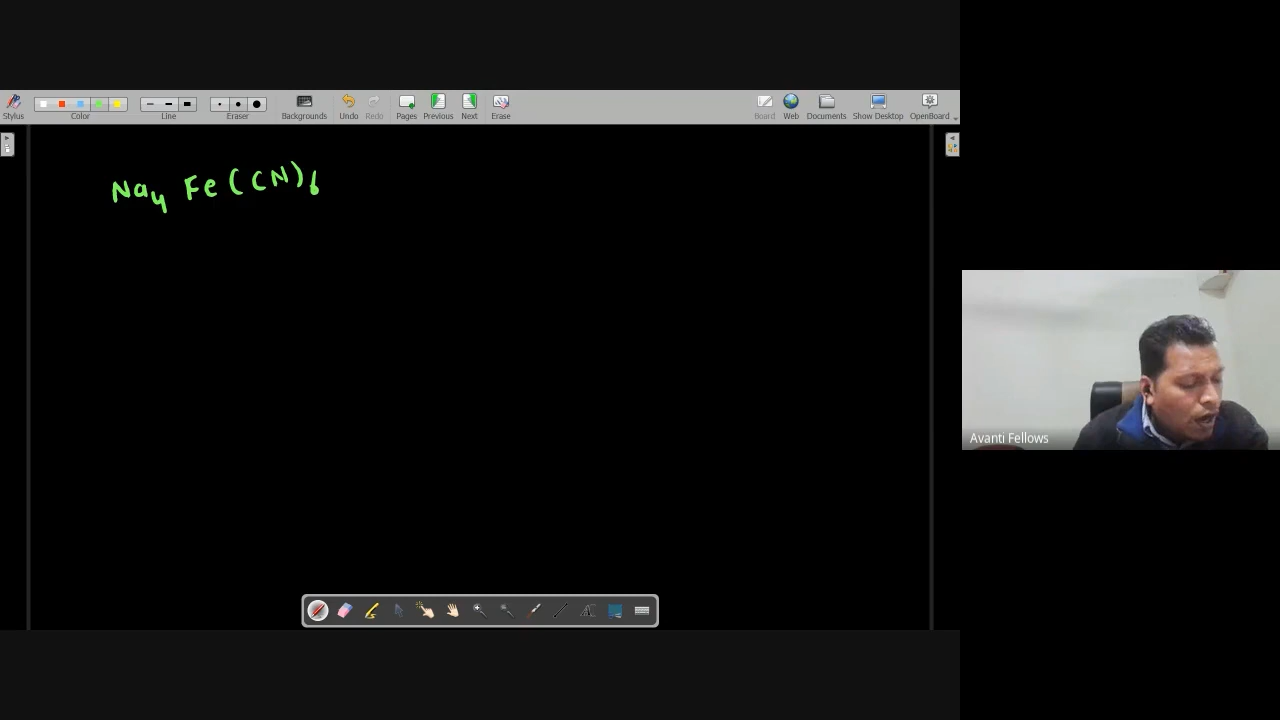 Stylus Color Line Eraser Backgrounds Undo Redo Pages Previous Next Erase Board Web Documents Show Desktop OpenBoard
Na4 Fe(CN)6
Avanti Fellows